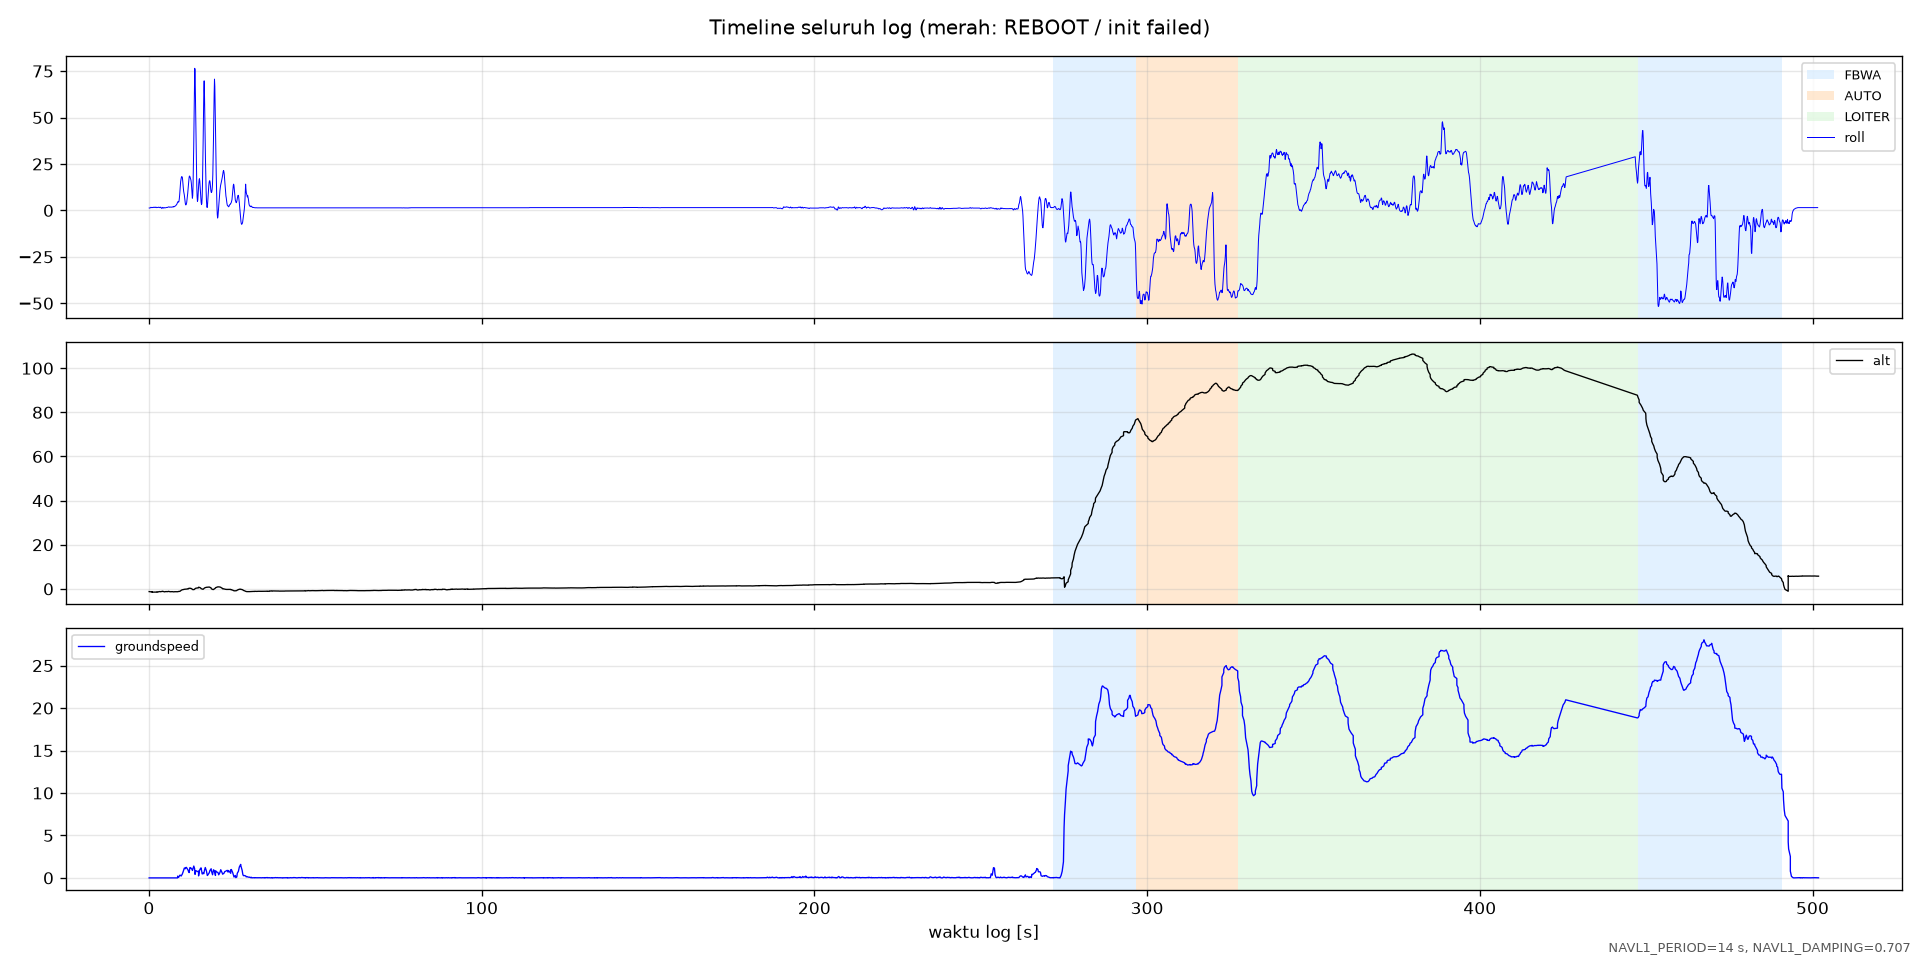 Timeline seluruh log (merah: REBOOT / init failed)
75
50
25
0
−25
−50
FBWA
AUTO
LOITER
roll
100
80
60
40
20
0
alt
25
20
15
10
5
0
groundspeed
0
100
200
300
400
500
waktu log [s]
NAVL1_PERIOD=14 s, NAVL1_DAMPING=0.707